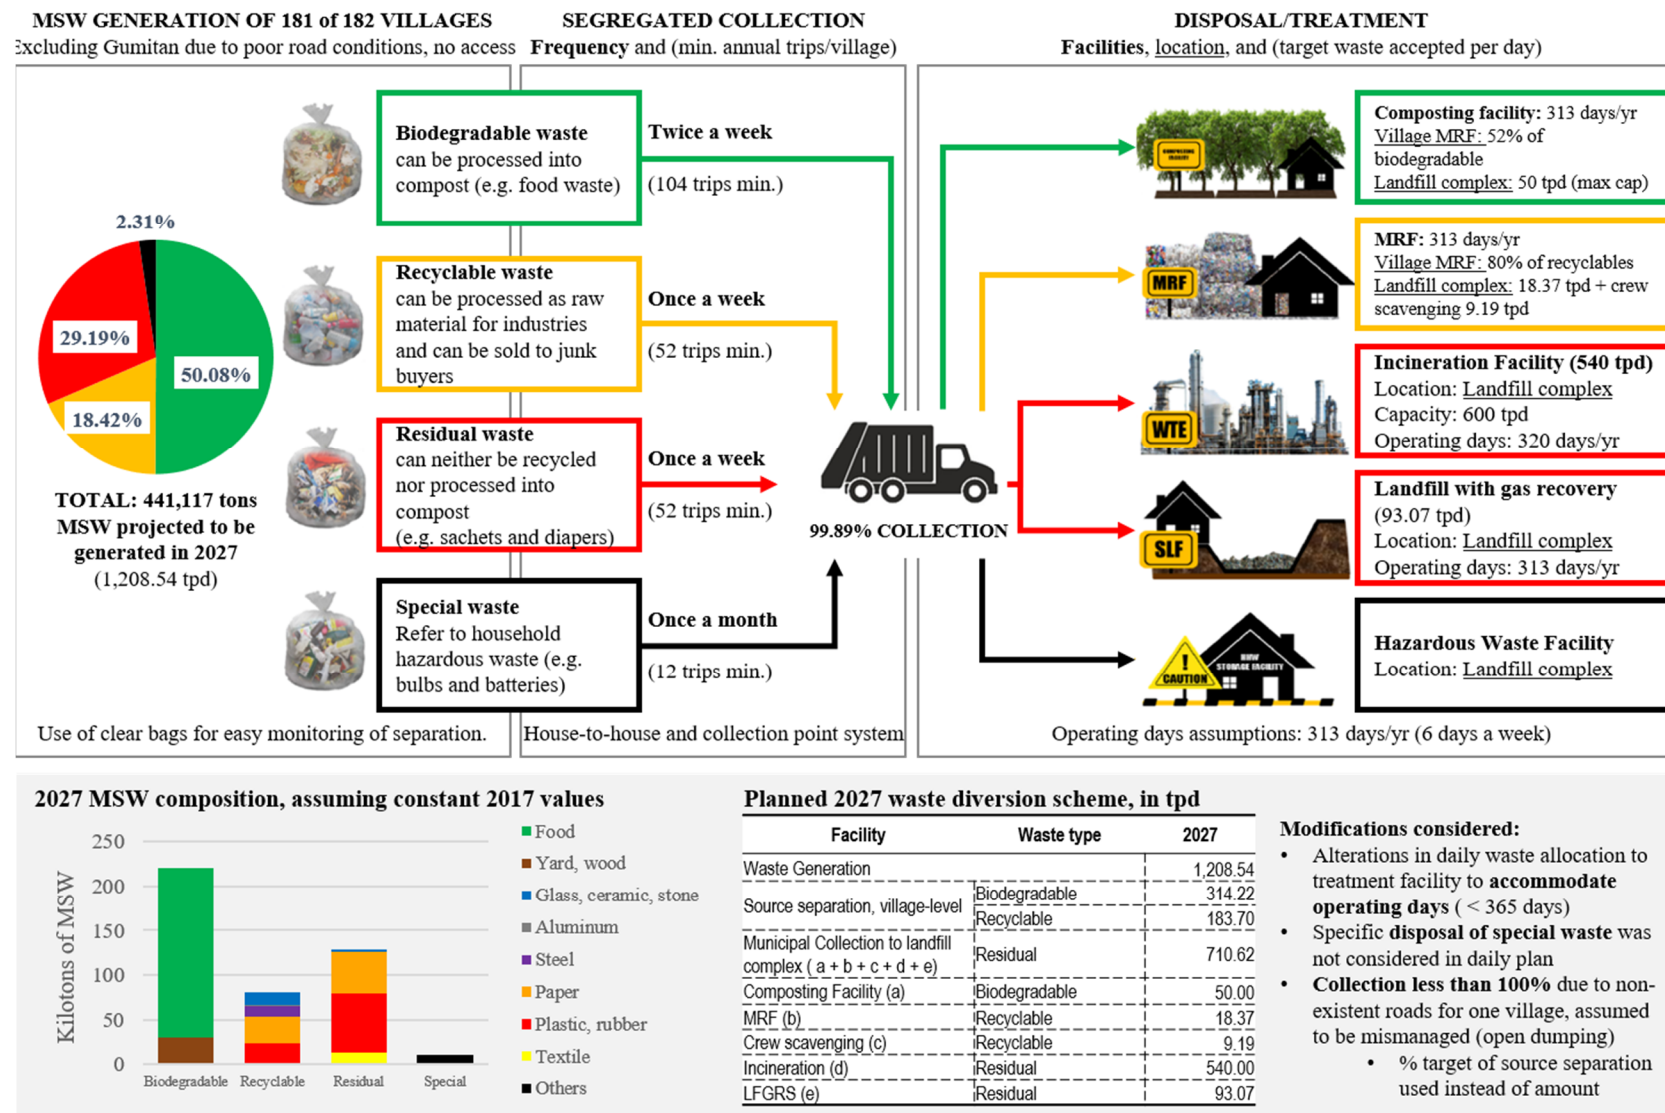 MSW GENERATION OF 181 of 182 VILLAGES
Excluding Gumitan due to poor road conditions, no access
SEGREGATED COLLECTION
Frequency and (min. annual trips/village)
DISPOSAL/TREATMENT
Facilities, location, and (target waste accepted per day)
2.31%
29.19%
50.08%
18.42%
TOTAL: 441,117 tons
MSW projected to be
generated in 2027
(1,208.54 tpd)
Biodegradable waste
can be processed into
compost (e.g. food waste)
Recyclable waste
can be processed as raw
material for industries
and can be sold to junk
buyers
Residual waste
can neither be recycled
nor processed into
compost
(e.g. sachets and diapers)
Special waste
Refer to household
hazardous waste (e.g.
bulbs and batteries)
Use of clear bags for easy monitoring of separation.
Twice a week
(104 trips min.)
Once a week
(52 trips min.)
Once a week
(52 trips min.)
Once a month
(12 trips min.)
99.89% COLLECTION
House-to-house and collection point system
COMPOSTING
FACILITY
Composting facility: 313 days/yr
Village MRF: 52% of
biodegradable
Landfill complex: 50 tpd (max cap)
MRF
MRF: 313 days/yr
Village MRF: 80% of recyclables
Landfill complex: 18.37 tpd + crew
scavenging 9.19 tpd
WTE
Incineration Facility (540 tpd)
Location: Landfill complex
Capacity: 600 tpd
Operating days: 320 days/yr
SLF
Landfill with gas recovery
(93.07 tpd)
Location: Landfill complex
Operating days: 313 days/yr
!
CAUTION
HHW
STORAGE FACILITY
Hazardous Waste Facility
Location: Landfill complex
Operating days assumptions: 313 days/yr (6 days a week)
2027 MSW composition, assuming constant 2017 values
Kilotons of MSW
250
200
150
100
50
0
Biodegradable
Recyclable
Residual
Special
Food
Yard, wood
Glass, ceramic, stone
Aluminum
Steel
Paper
Plastic, rubber
Textile
Others
Planned 2027 waste diversion scheme, in tpd
Facility Waste type 2027
Waste Generation 1,208.54
Source separation, village-level Biodegradable 314.22
Recyclable 183.70
Municipal Collection to landfill
complex ( a + b + c + d + e) Residual 710.62
Composting Facility (a) Biodegradable 50.00
MRF (b) Recyclable 18.37
Crew scavenging (c) Recyclable 9.19
Incineration (d) Residual 540.00
LFGRS (e) Residual 93.07
Modifications considered:
• Alterations in daily waste allocation to
treatment facility to accommodate
operating days ( < 365 days)
• Specific disposal of special waste was
not considered in daily plan
• Collection less than 100% due to non-
existent roads for one village, assumed
to be mismanaged (open dumping)
• % target of source separation
used instead of amount